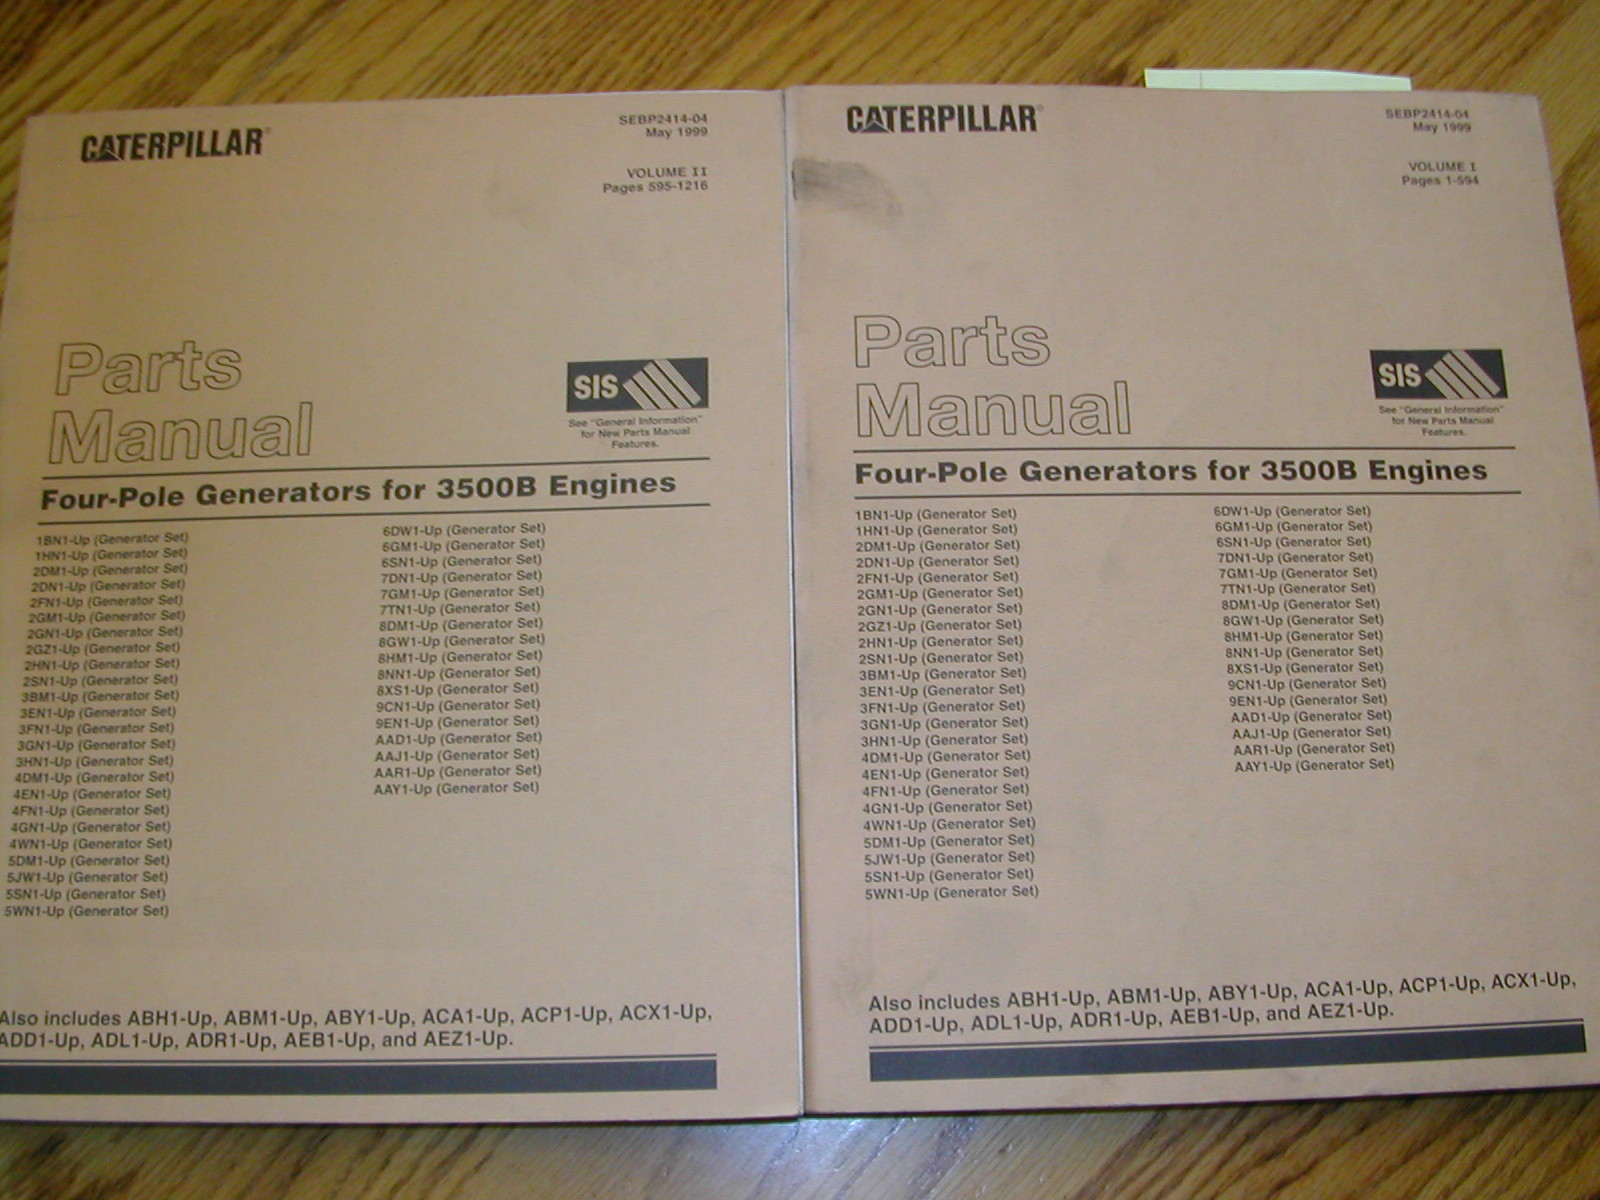 CATERPILLAR®
SEBP2414-04
May 1999
VOLUME II
Pages 595-1216
Parts
Manual
SIS
See "General Information"
for New Parts Manual
Features.
Four-Pole Generators for 3500B Engines
1BN1-Up (Generator Set)
1HN1-Up (Generator Set)
2DM1-Up (Generator Set)
2DN1-Up (Generator Set)
2FN1-Up (Generator Set)
2GM1-Up (Generator Set)
2GN1-Up (Generator Set)
2GZ1-Up (Generator Set)
2HN1-Up (Generator Set)
2SN1-Up (Generator Set)
3BM1-Up (Generator Set)
3EN1-Up (Generator Set)
3FN1-Up (Generator Set)
3GN1-Up (Generator Set)
3HN1-Up (Generator Set)
4DM1-Up (Generator Set)
4EN1-Up (Generator Set)
4FN1-Up (Generator Set)
4GN1-Up (Generator Set)
4WN1-Up (Generator Set)
5DM1-Up (Generator Set)
5JW1-Up (Generator Set)
5SN1-Up (Generator Set)
5WN1-Up (Generator Set)
6DW1-Up (Generator Set)
6GM1-Up (Generator Set)
6SN1-Up (Generator Set)
7DN1-Up (Generator Set)
7GM1-Up (Generator Set)
7TN1-Up (Generator Set)
8DM1-Up (Generator Set)
8GW1-Up (Generator Set)
8HM1-Up (Generator Set)
8NN1-Up (Generator Set)
8XS1-Up (Generator Set)
9CN1-Up (Generator Set)
9EN1-Up (Generator Set)
AAD1-Up (Generator Set)
AAJ1-Up (Generator Set)
AAR1-Up (Generator Set)
AAY1-Up (Generator Set)
Also includes ABH1-Up, ABM1-Up, ABY1-Up, ACA1-Up, ACP1-Up, ACX1-Up,
ADD1-Up, ADL1-Up, ADR1-Up, AEB1-Up, and AEZ1-Up.
CATERPILLAR®
SEBP2414-04
May 1999
VOLUME I
Pages 1-594
Parts
Manual
SIS
See "General Information"
for New Parts Manual
Features.
Four-Pole Generators for 3500B Engines
1BN1-Up (Generator Set)
1HN1-Up (Generator Set)
2DM1-Up (Generator Set)
2DN1-Up (Generator Set)
2FN1-Up (Generator Set)
2GM1-Up (Generator Set)
2GN1-Up (Generator Set)
2GZ1-Up (Generator Set)
2HN1-Up (Generator Set)
2SN1-Up (Generator Set)
3BM1-Up (Generator Set)
3EN1-Up (Generator Set)
3FN1-Up (Generator Set)
3GN1-Up (Generator Set)
3HN1-Up (Generator Set)
4DM1-Up (Generator Set)
4EN1-Up (Generator Set)
4FN1-Up (Generator Set)
4GN1-Up (Generator Set)
4WN1-Up (Generator Set)
5DM1-Up (Generator Set)
5JW1-Up (Generator Set)
5SN1-Up (Generator Set)
5WN1-Up (Generator Set)
6DW1-Up (Generator Set)
6GM1-Up (Generator Set)
6SN1-Up (Generator Set)
7DN1-Up (Generator Set)
7GM1-Up (Generator Set)
7TN1-Up (Generator Set)
8DM1-Up (Generator Set)
8GW1-Up (Generator Set)
8HM1-Up (Generator Set)
8NN1-Up (Generator Set)
8XS1-Up (Generator Set)
9CN1-Up (Generator Set)
9EN1-Up (Generator Set)
AAD1-Up (Generator Set)
AAJ1-Up (Generator Set)
AAR1-Up (Generator Set)
AAY1-Up (Generator Set)
Also includes ABH1-Up, ABM1-Up, ABY1-Up, ACA1-Up, ACP1-Up, ACX1-Up,
ADD1-Up, ADL1-Up, ADR1-Up, AEB1-Up, and AEZ1-Up.